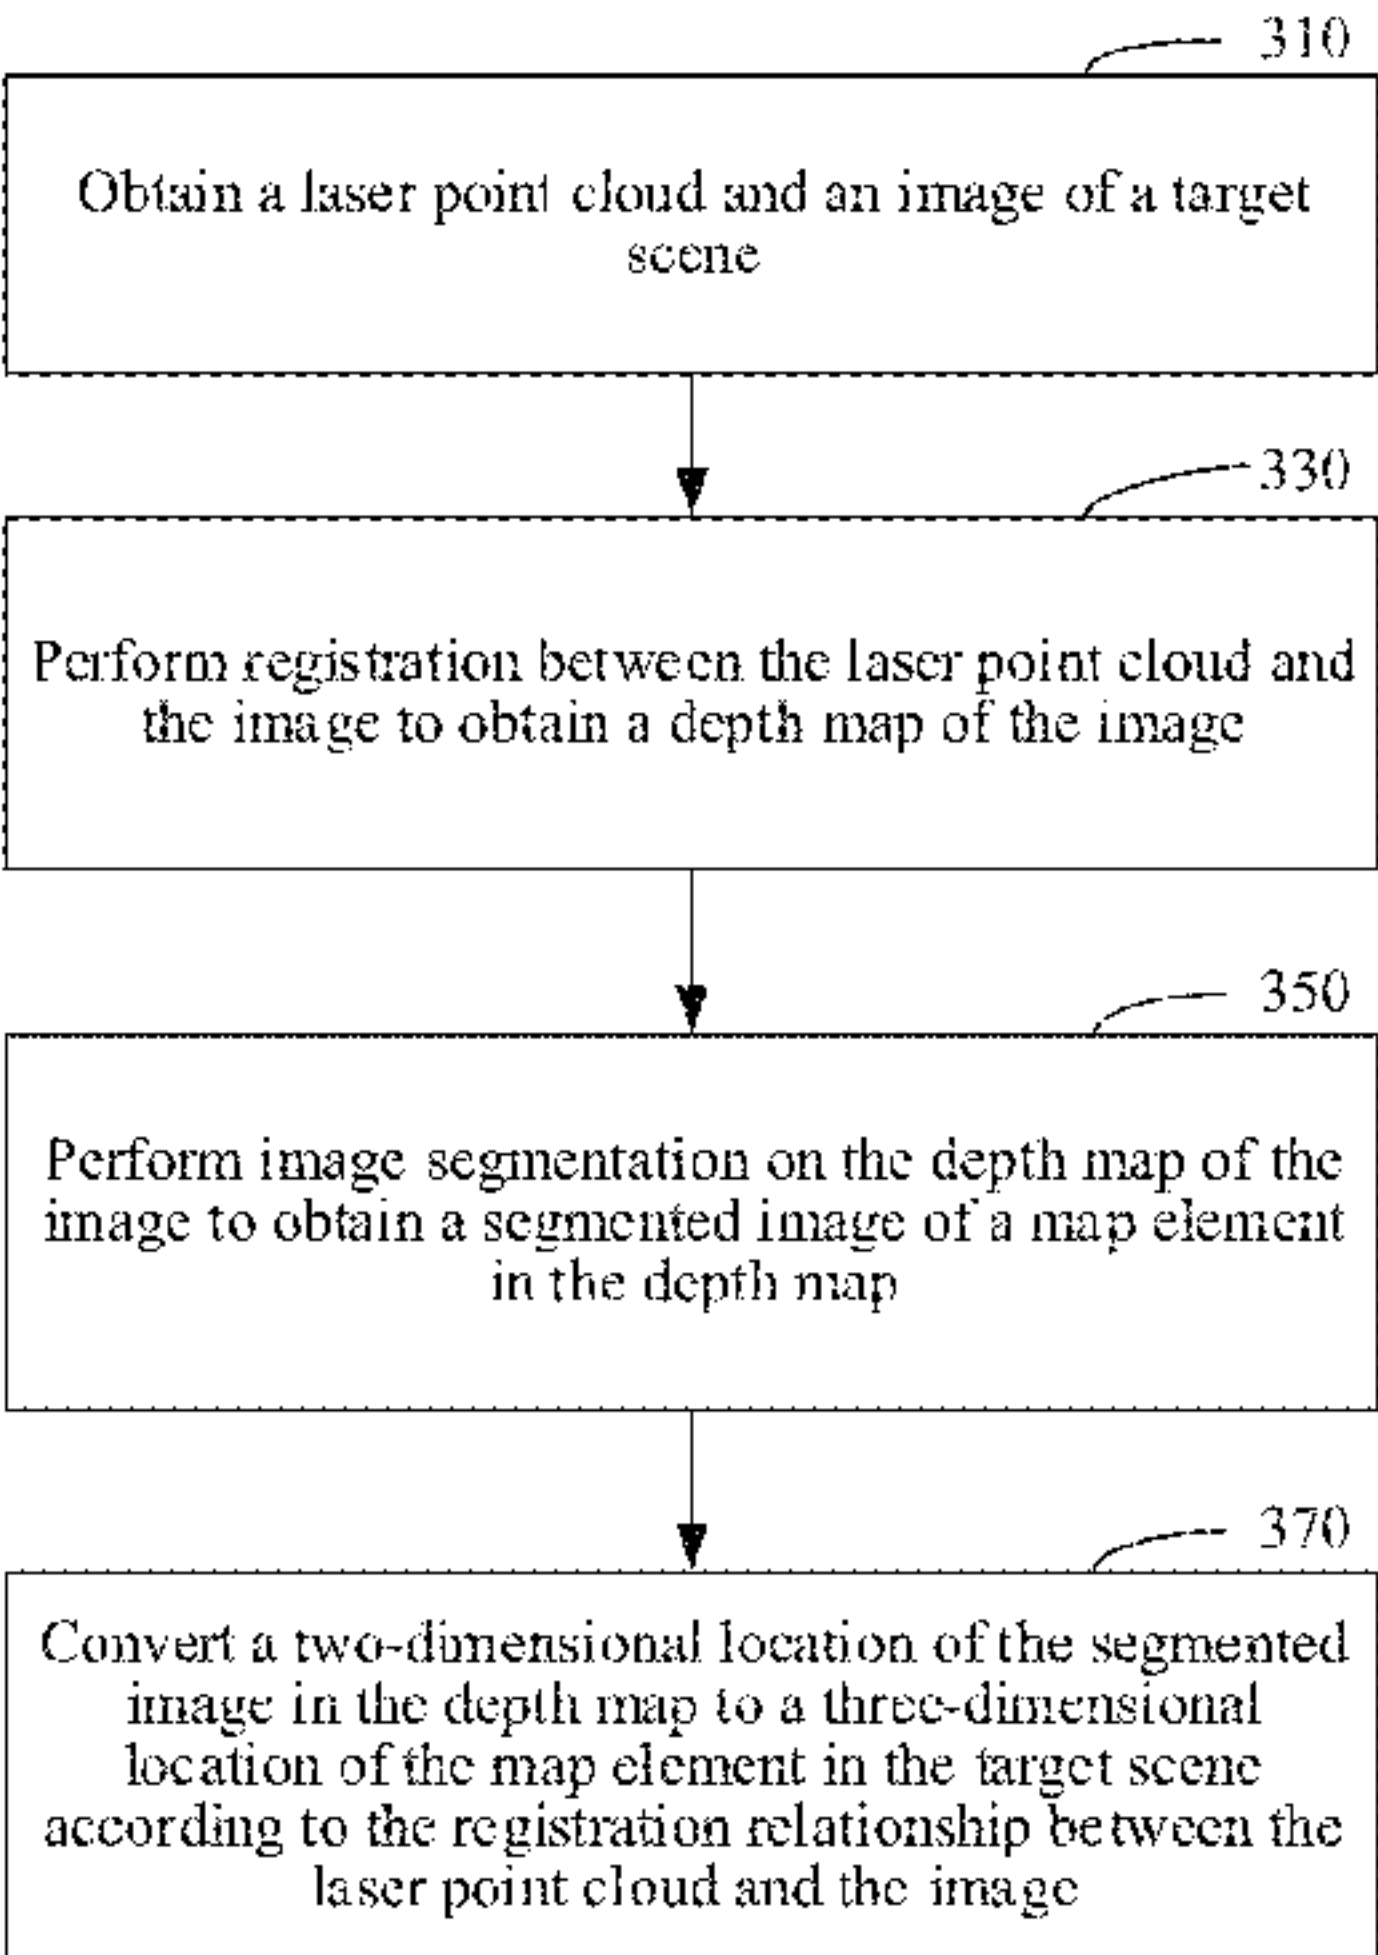 310
Obtain a laser point cloud and an image of a target
scene
330
Perform registration between the laser point cloud and
the image to obtain a depth map of the image
350
Perform image segmentation on the depth map of the
image to obtain a segmented image of a map element
in the depth map
370
Convert a two-dimensional location of the segmented
image in the depth map to a three-dimensional
location of the map element in the target scene
according to the registration relationship between the
laser point cloud and the image